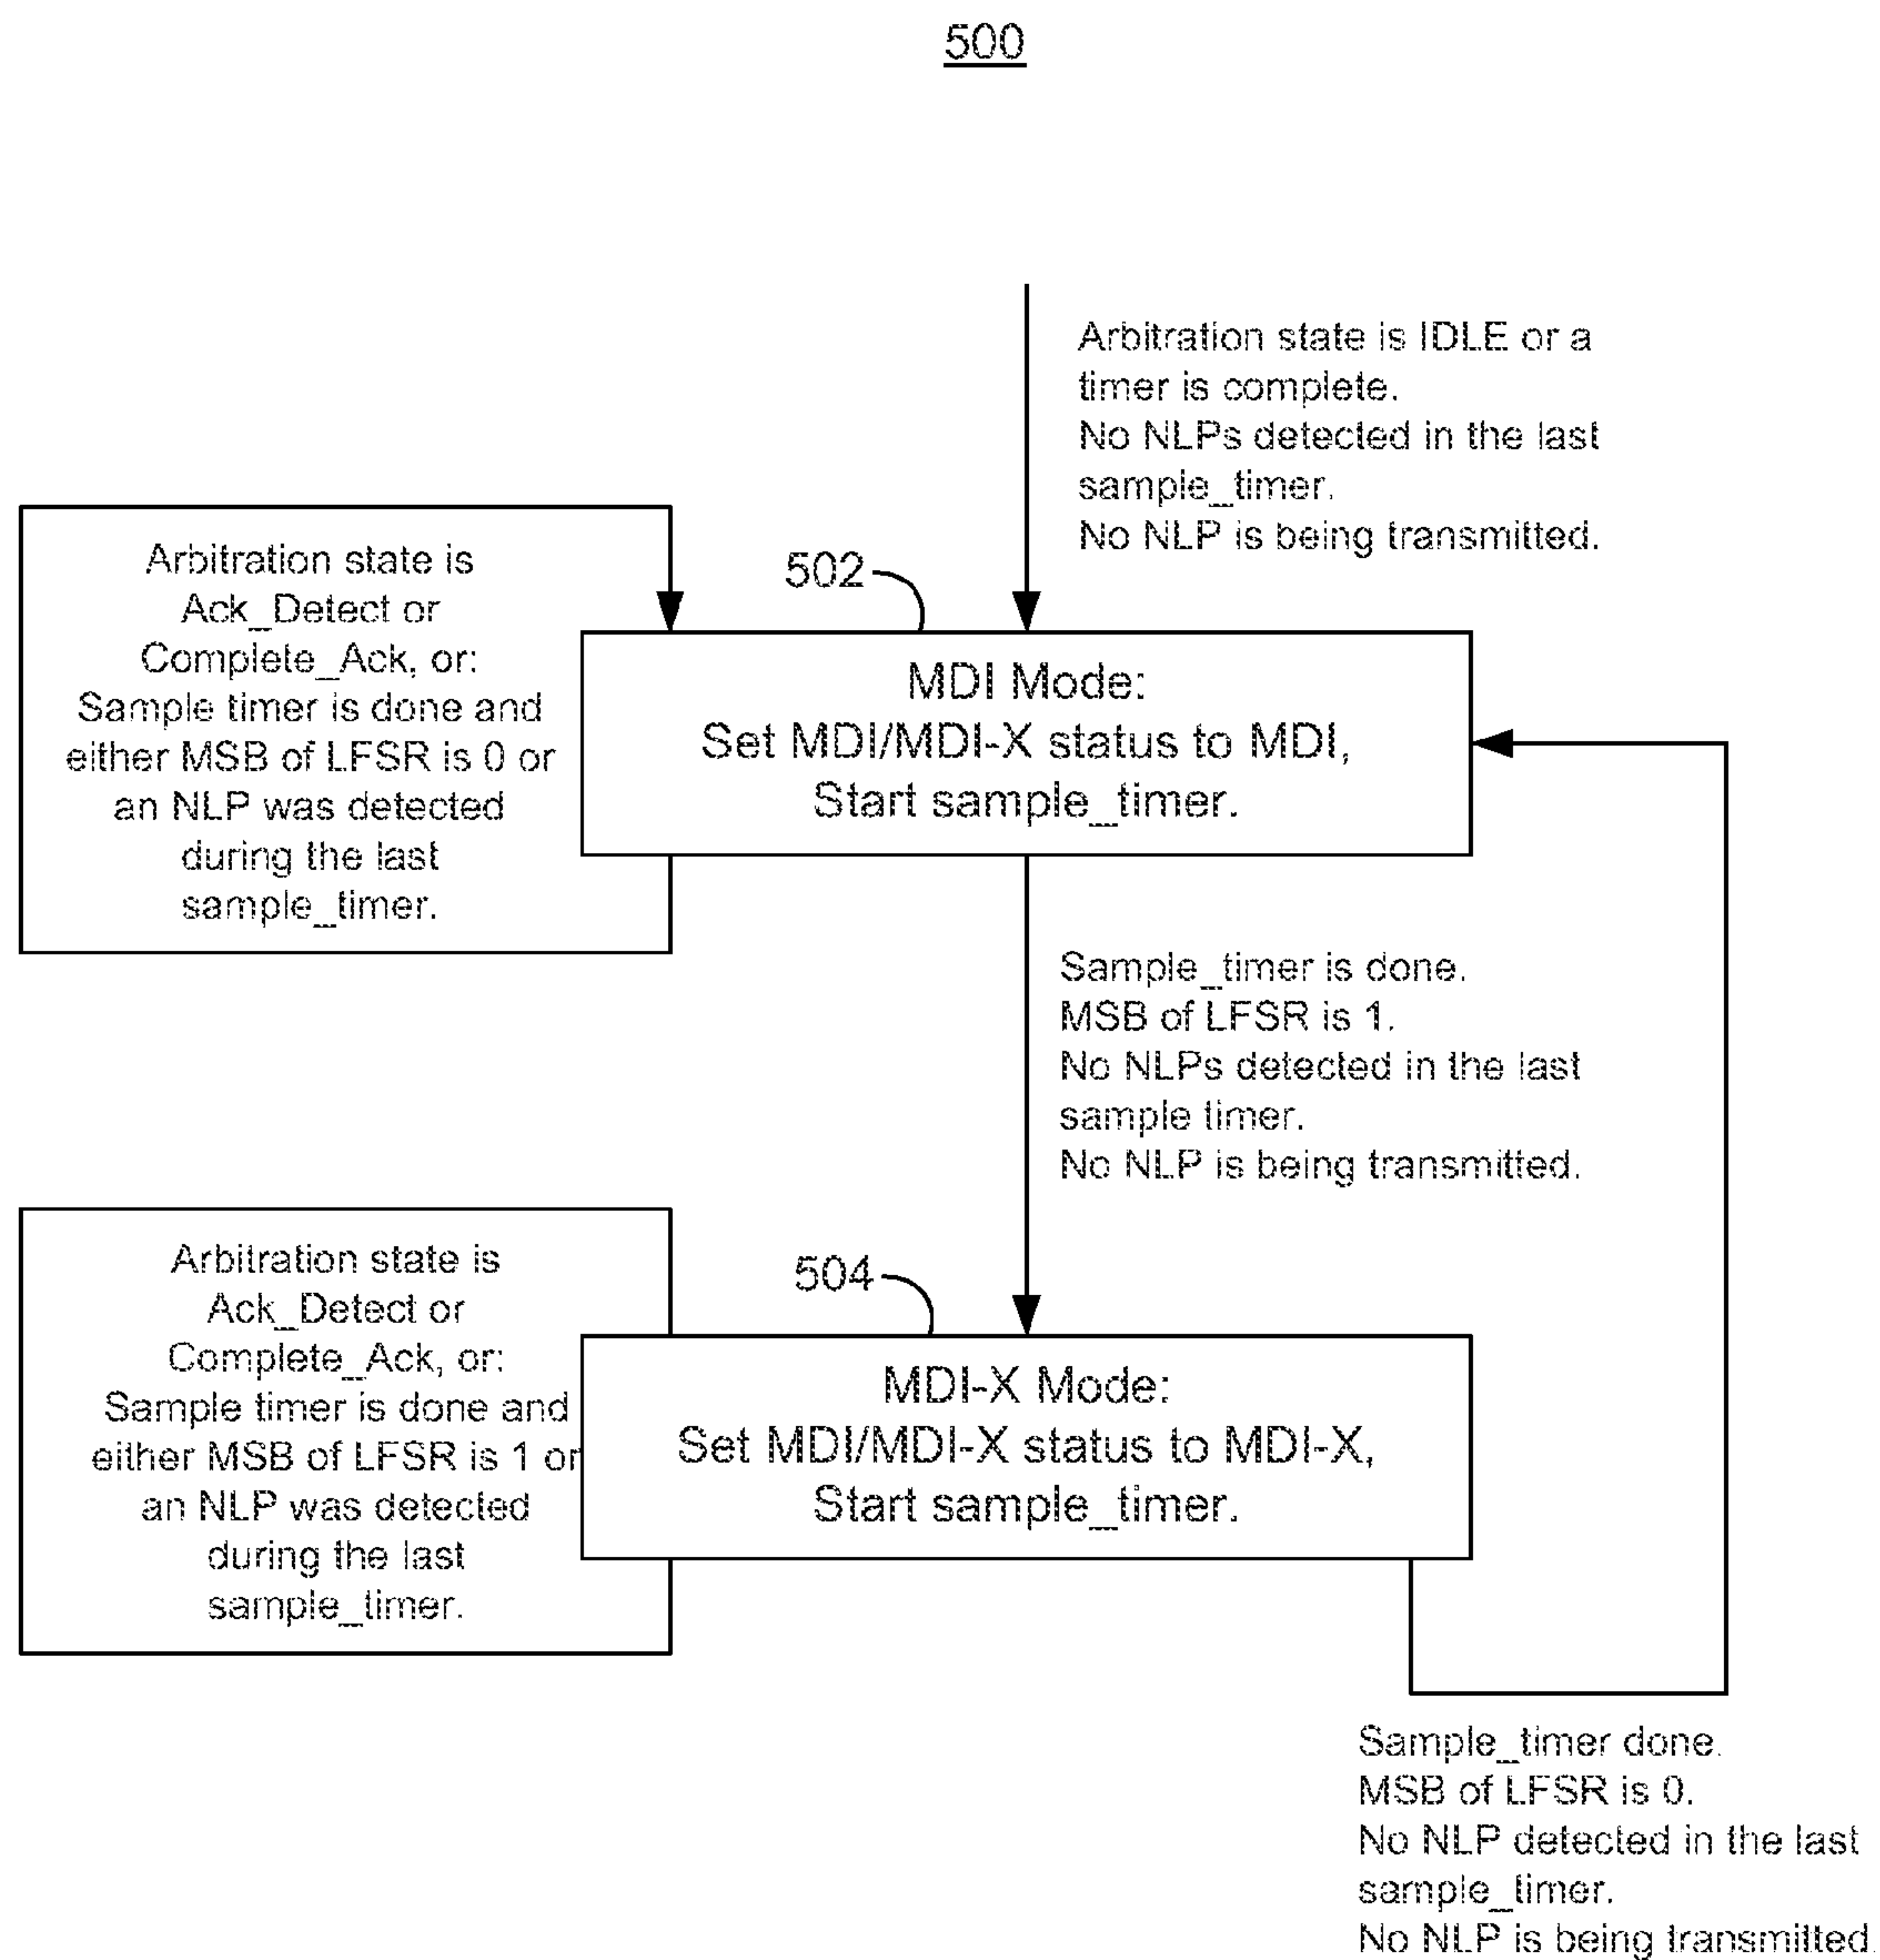 500
Arbitration state is IDLE or a
timer is complete.
No NLPs detected in the last
sample_timer.
No NLP is being transmitted.
Arbitration state is
Ack_Detect or
Complete_Ack, or:
Sample timer is done and
either MSB of LFSR is 0 or
an NLP was detected
during the last
sample_timer.
502
MDI Mode:
Set MDI/MDI-X status to MDI,
Start sample_timer.
Sample_timer is done.
MSB of LFSR is 1.
No NLPs detected in the last
sample timer.
No NLP is being transmitted.
Arbitration state is
Ack_Detect or
Complete_Ack, or:
Sample timer is done and
either MSB of LFSR is 1 or
an NLP was detected
during the last
sample_timer.
504
MDI-X Mode:
Set MDI/MDI-X status to MDI-X,
Start sample_timer.
Sample_timer done.
MSB of LFSR is 0.
No NLP detected in the last
sample_timer.
No NLP is being transmitted.